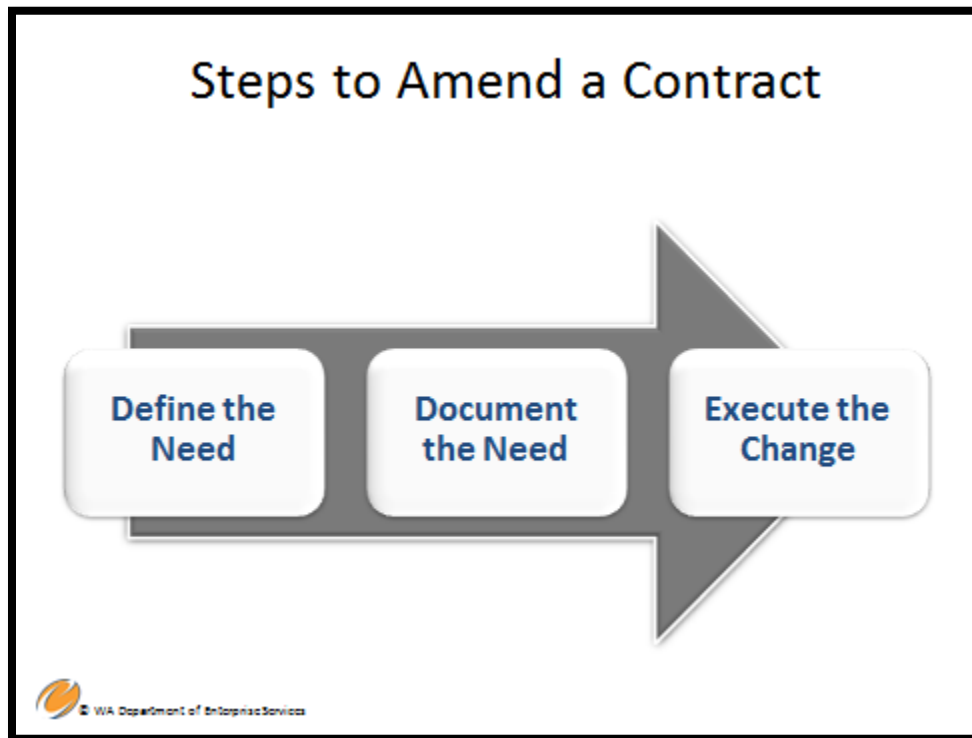 Steps to Amend a Contract
Define the
Need
Document
the Need
Execute the
Change
© WA Department of Enterprise Services